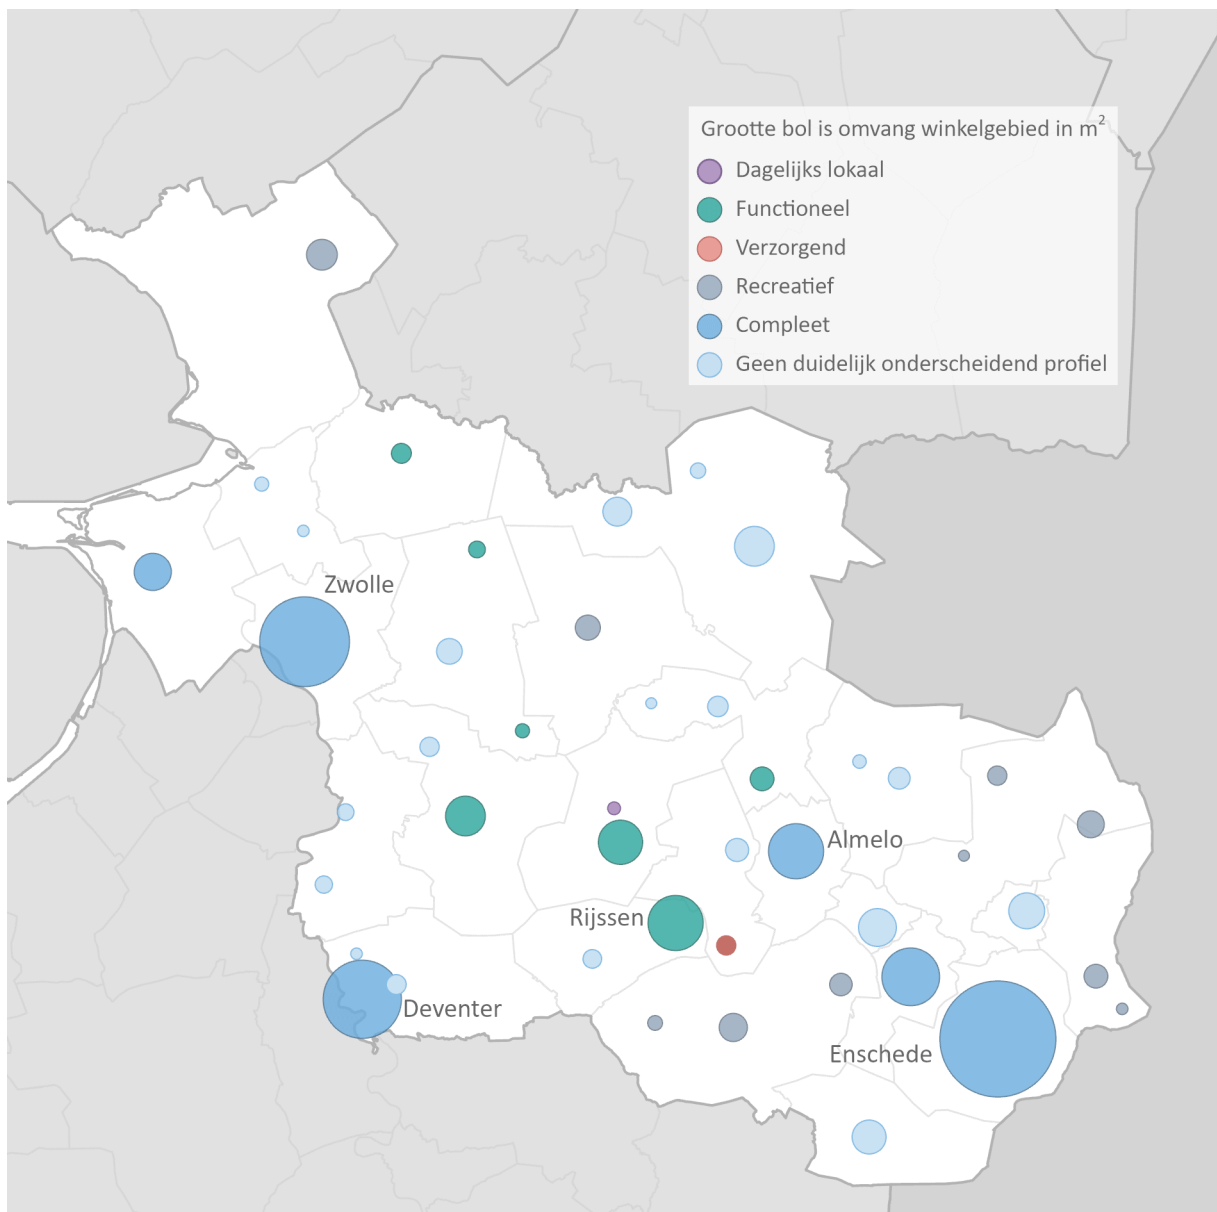 Grootte bol is omvang winkelgebied in m²
Dagelijks lokaal
Functioneel
Verzorgend
Recreatief
Compleet
Geen duidelijk onderscheidend profiel
Zwolle
Almelo
Rijssen
Deventer
Enschede